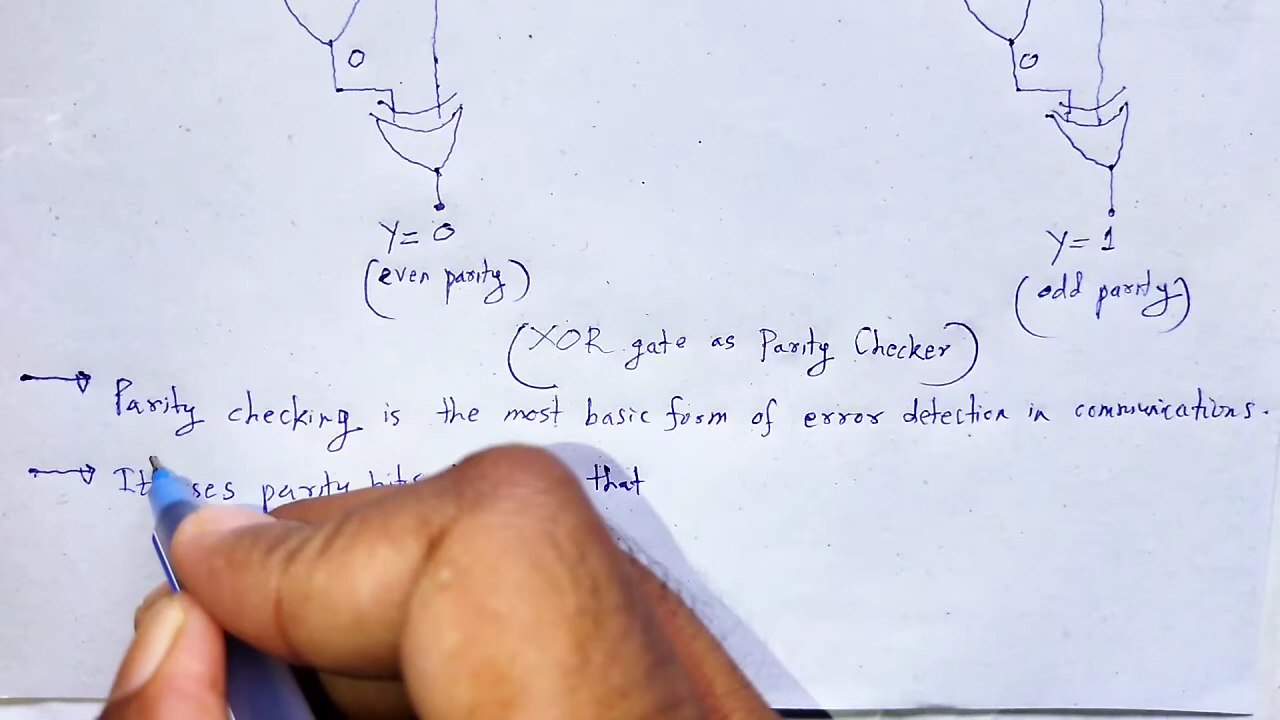 0 0
Y = 0 Y = 1
(even parity) (odd parity)
(XOR gate as Parity Checker)
→ Parity checking is the most basic form of error detection in communications.
→ It parity bits that